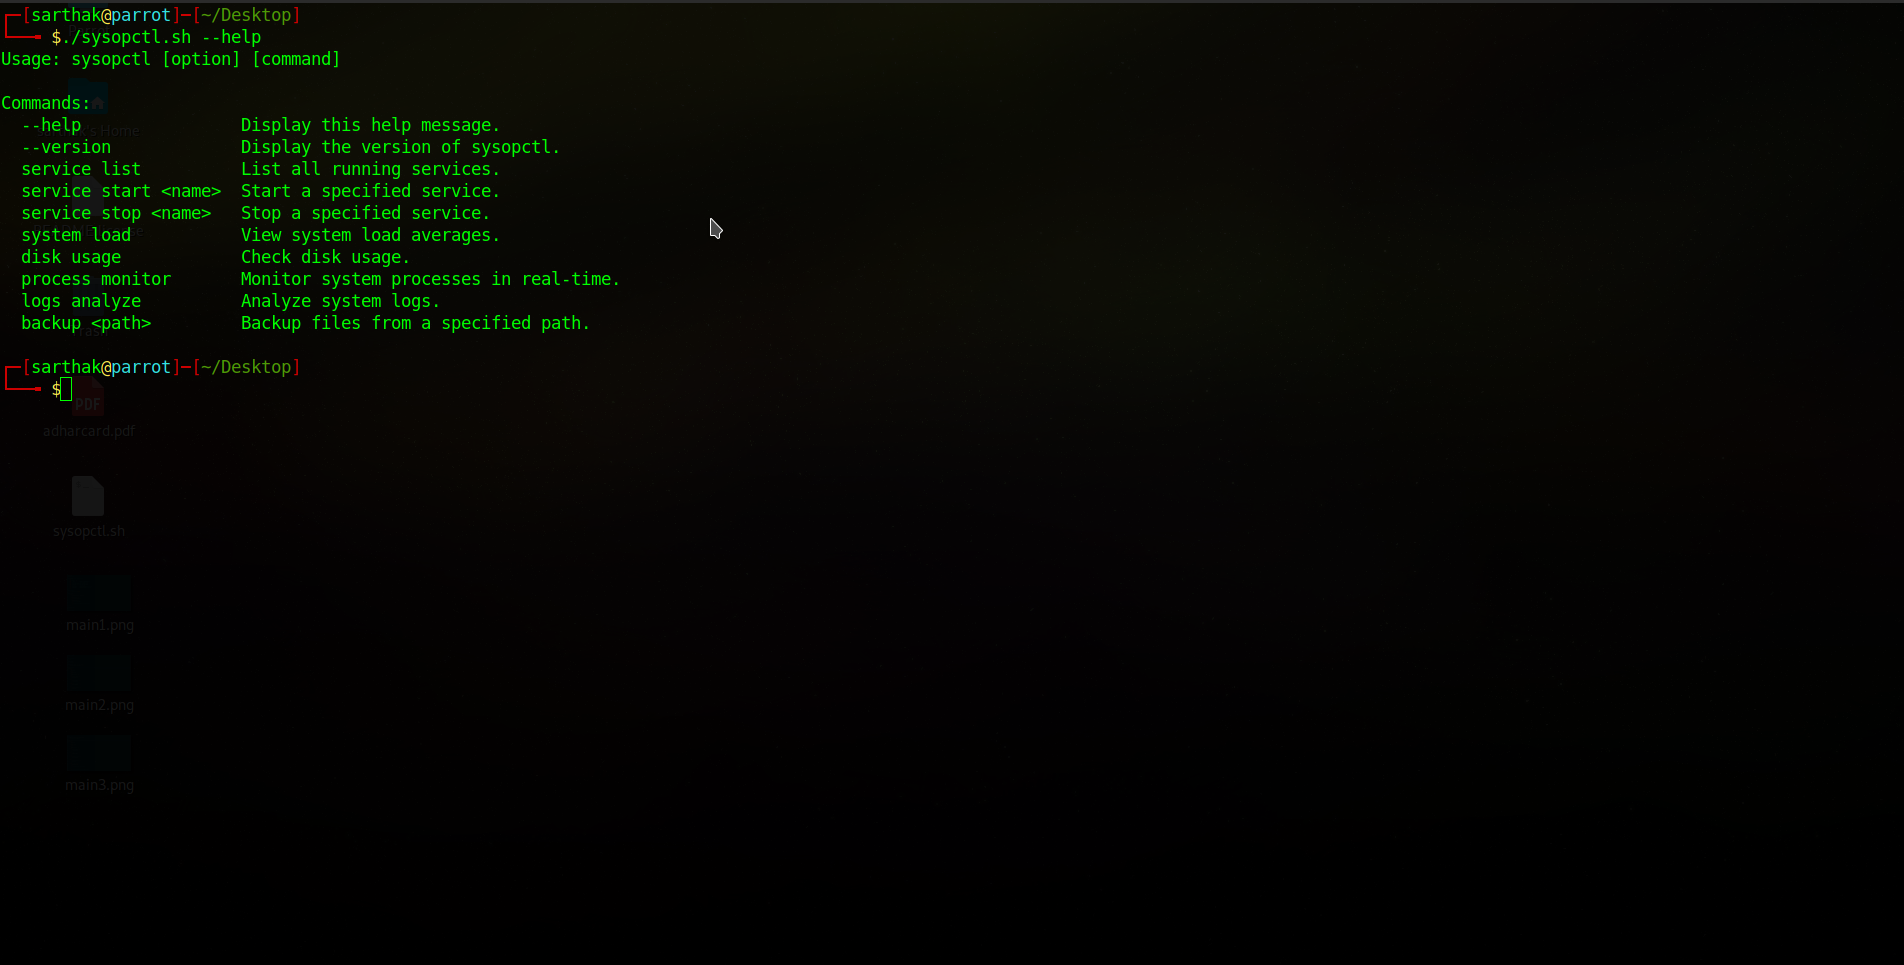 ┌─[sarthak@parrot]─[~/Desktop]
└──╼ $./sysopctl.sh --help
Usage: sysopctl [option] [command]

Commands:
  --help                Display this help message.
  --version             Display the version of sysopctl.
  service list          List all running services.
  service start <name>  Start a specified service.
  service stop <name>   Stop a specified service.
  system load           View system load averages.
  disk usage            Check disk usage.
  process monitor       Monitor system processes in real-time.
  logs analyze          Analyze system logs.
  backup <path>         Backup files from a specified path.

┌─[sarthak@parrot]─[~/Desktop]
└──╼ $
Home
PDF
adharcard.pdf
sysopctl.sh
main1.png
main2.png
main3.png